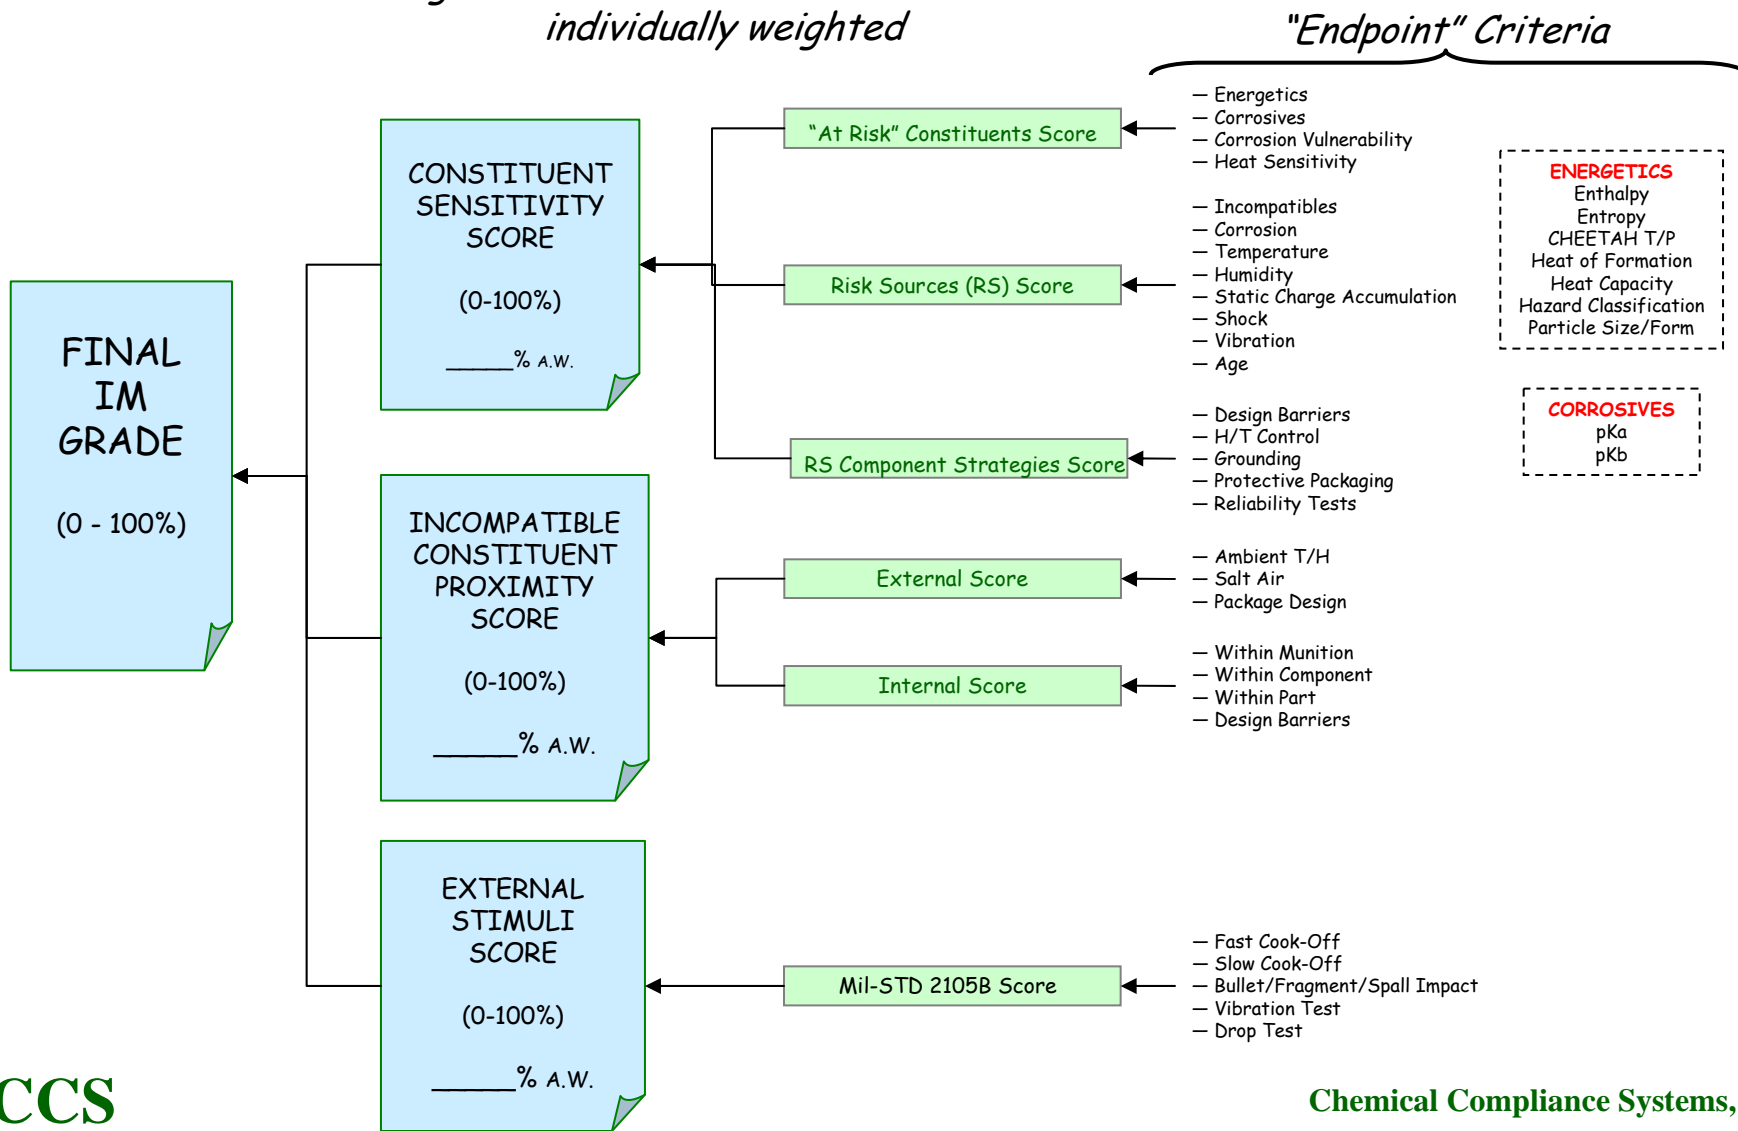 individually weighted
"Endpoint" Criteria
FINAL
IM
GRADE
(0 - 100%)
CONSTITUENT
SENSITIVITY
SCORE
(0-100%)
_____% A.W.
INCOMPATIBLE
CONSTITUENT
PROXIMITY
SCORE
(0-100%)
_____% A.W.
EXTERNAL
STIMULI
SCORE
(0-100%)
_____% A.W.
"At Risk" Constituents Score
Risk Sources (RS) Score
RS Component Strategies Score
External Score
Internal Score
Mil-STD 2105B Score
— Energetics
— Corrosives
— Corrosion Vulnerability
— Heat Sensitivity
— Incompatibles
— Corrosion
— Temperature
— Humidity
— Static Charge Accumulation
— Shock
— Vibration
— Age
— Design Barriers
— H/T Control
— Grounding
— Protective Packaging
— Reliability Tests
— Ambient T/H
— Salt Air
— Package Design
— Within Munition
— Within Component
— Within Part
— Design Barriers
— Fast Cook-Off
— Slow Cook-Off
— Bullet/Fragment/Spall Impact
— Vibration Test
— Drop Test
ENERGETICS
Enthalpy
Entropy
CHEETAH T/P
Heat of Formation
Heat Capacity
Hazard Classification
Particle Size/Form
CORROSIVES
pKa
pKb
CCS
Chemical Compliance Systems,